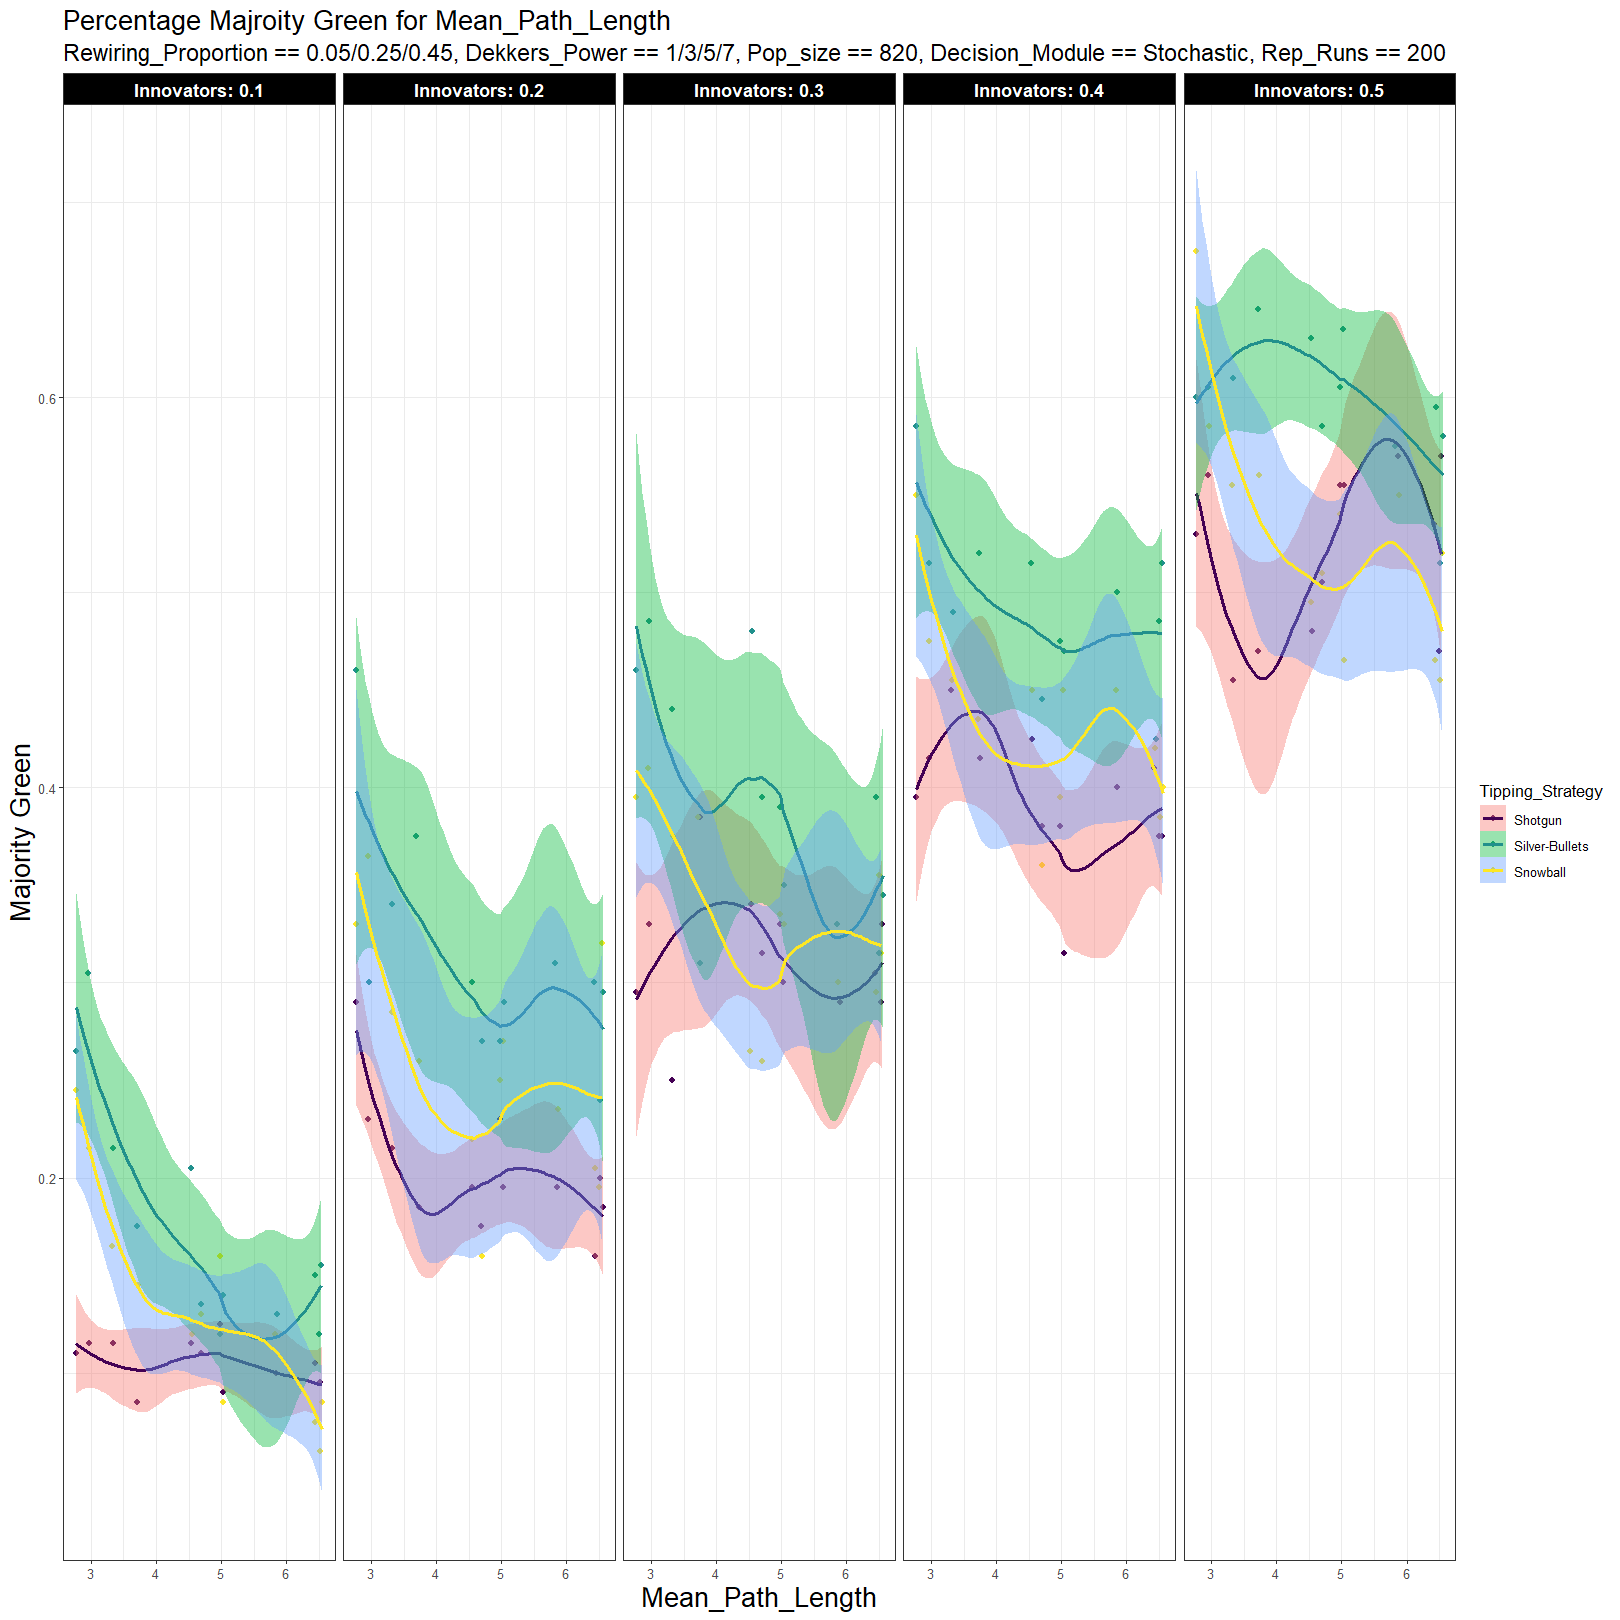 Percentage Majroity Green for Mean_Path_Length
Rewiring_Proportion == 0.05/0.25/0.45, Dekkers_Power == 1/3/5/7, Pop_size == 820, Decision_Module == Stochastic, Rep_Runs == 200
Innovators: 0.1 Innovators: 0.2 Innovators: 0.3 Innovators: 0.4 Innovators: 0.5
0.6
0.4
0.2
Majority Green
3 4 5 6 3 4 5 6 3 4 5 6 3 4 5 6 3 4 5 6
Mean_Path_Length
Tipping_Strategy
Shotgun
Silver-Bullets
Snowball